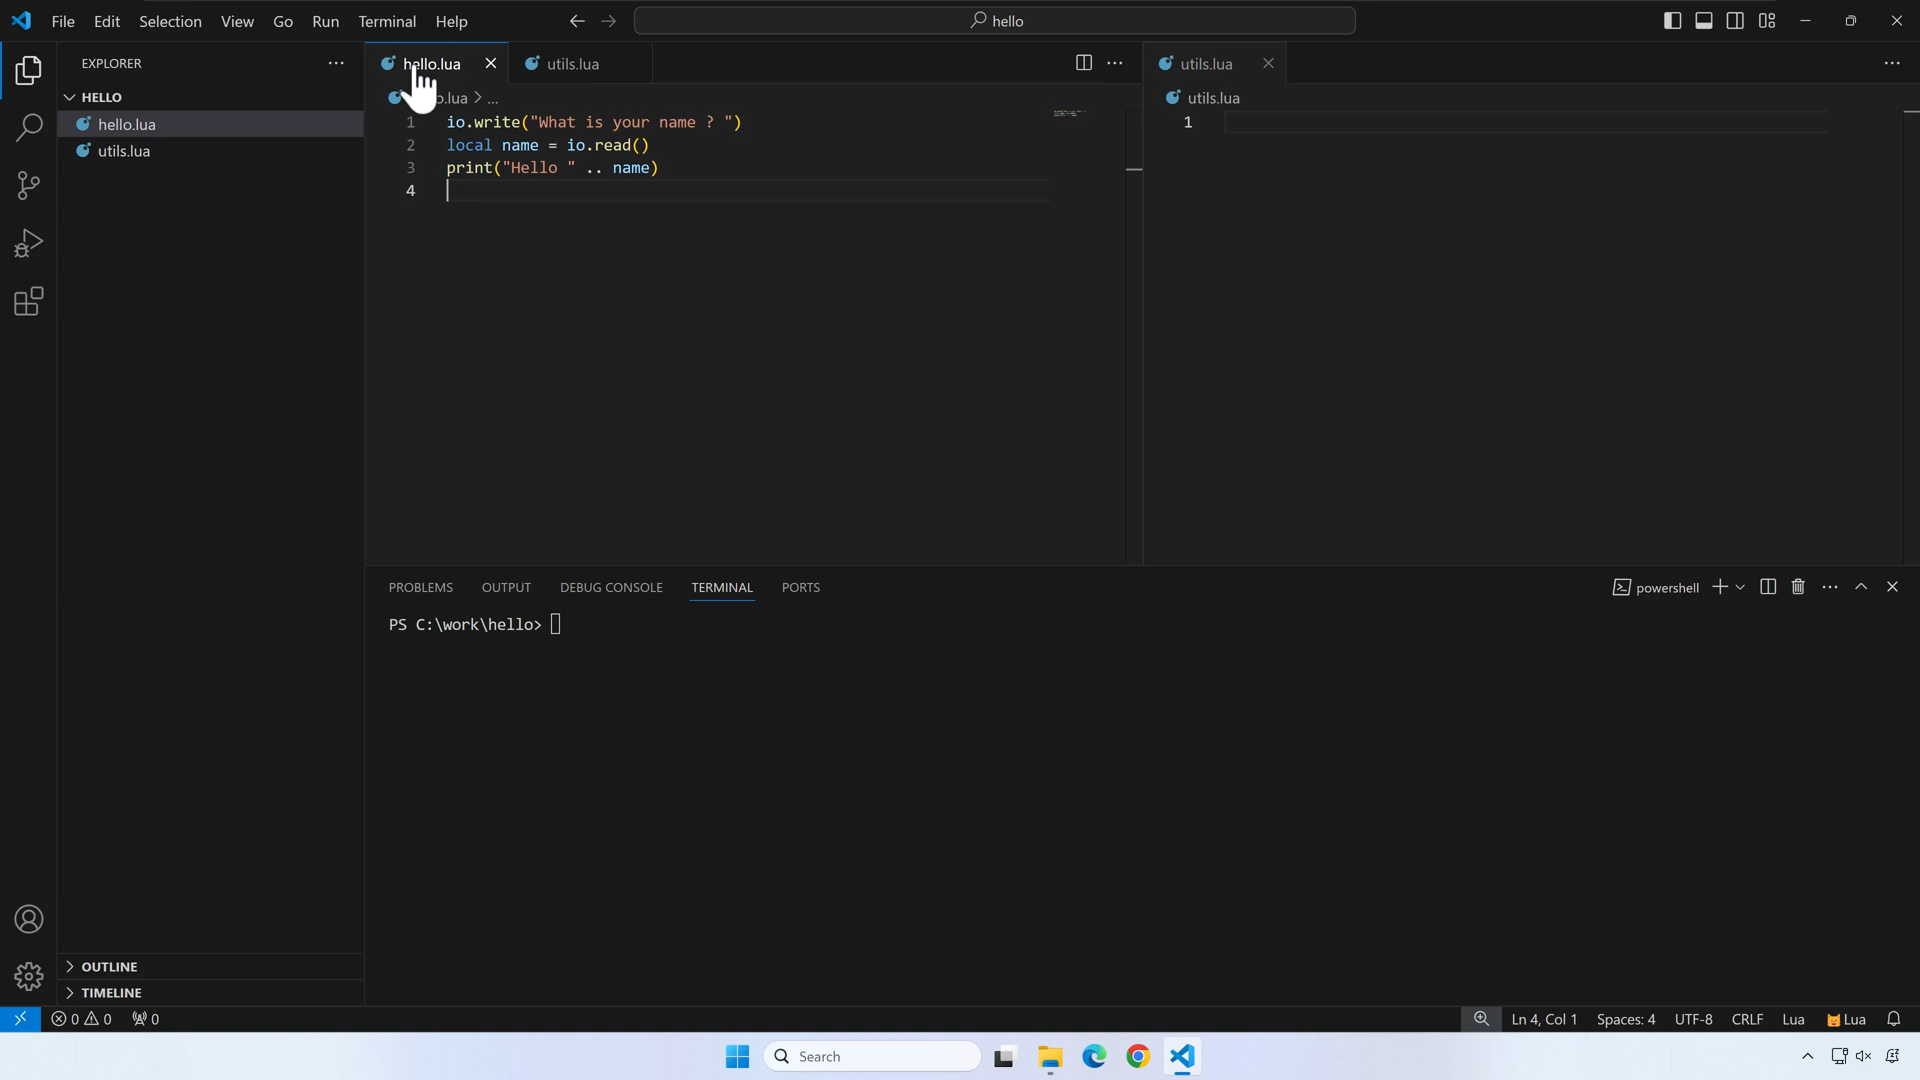 File Edit Selection View Go Run Terminal Help
hello
EXPLORER
HELLO
hello.lua
utils.lua
OUTLINE
TIMELINE
hello.lua
utils.lua
.lua > ...
1 io.write("What is your name ? ")
2 local name = io.read()
3 print("Hello " .. name)
4
utils.lua
utils.lua
1
PROBLEMS OUTPUT DEBUG CONSOLE TERMINAL PORTS
powershell
PS C:\work\hello>
0 0 0
Ln 4, Col 1 Spaces: 4 UTF-8 CRLF Lua Lua
Search